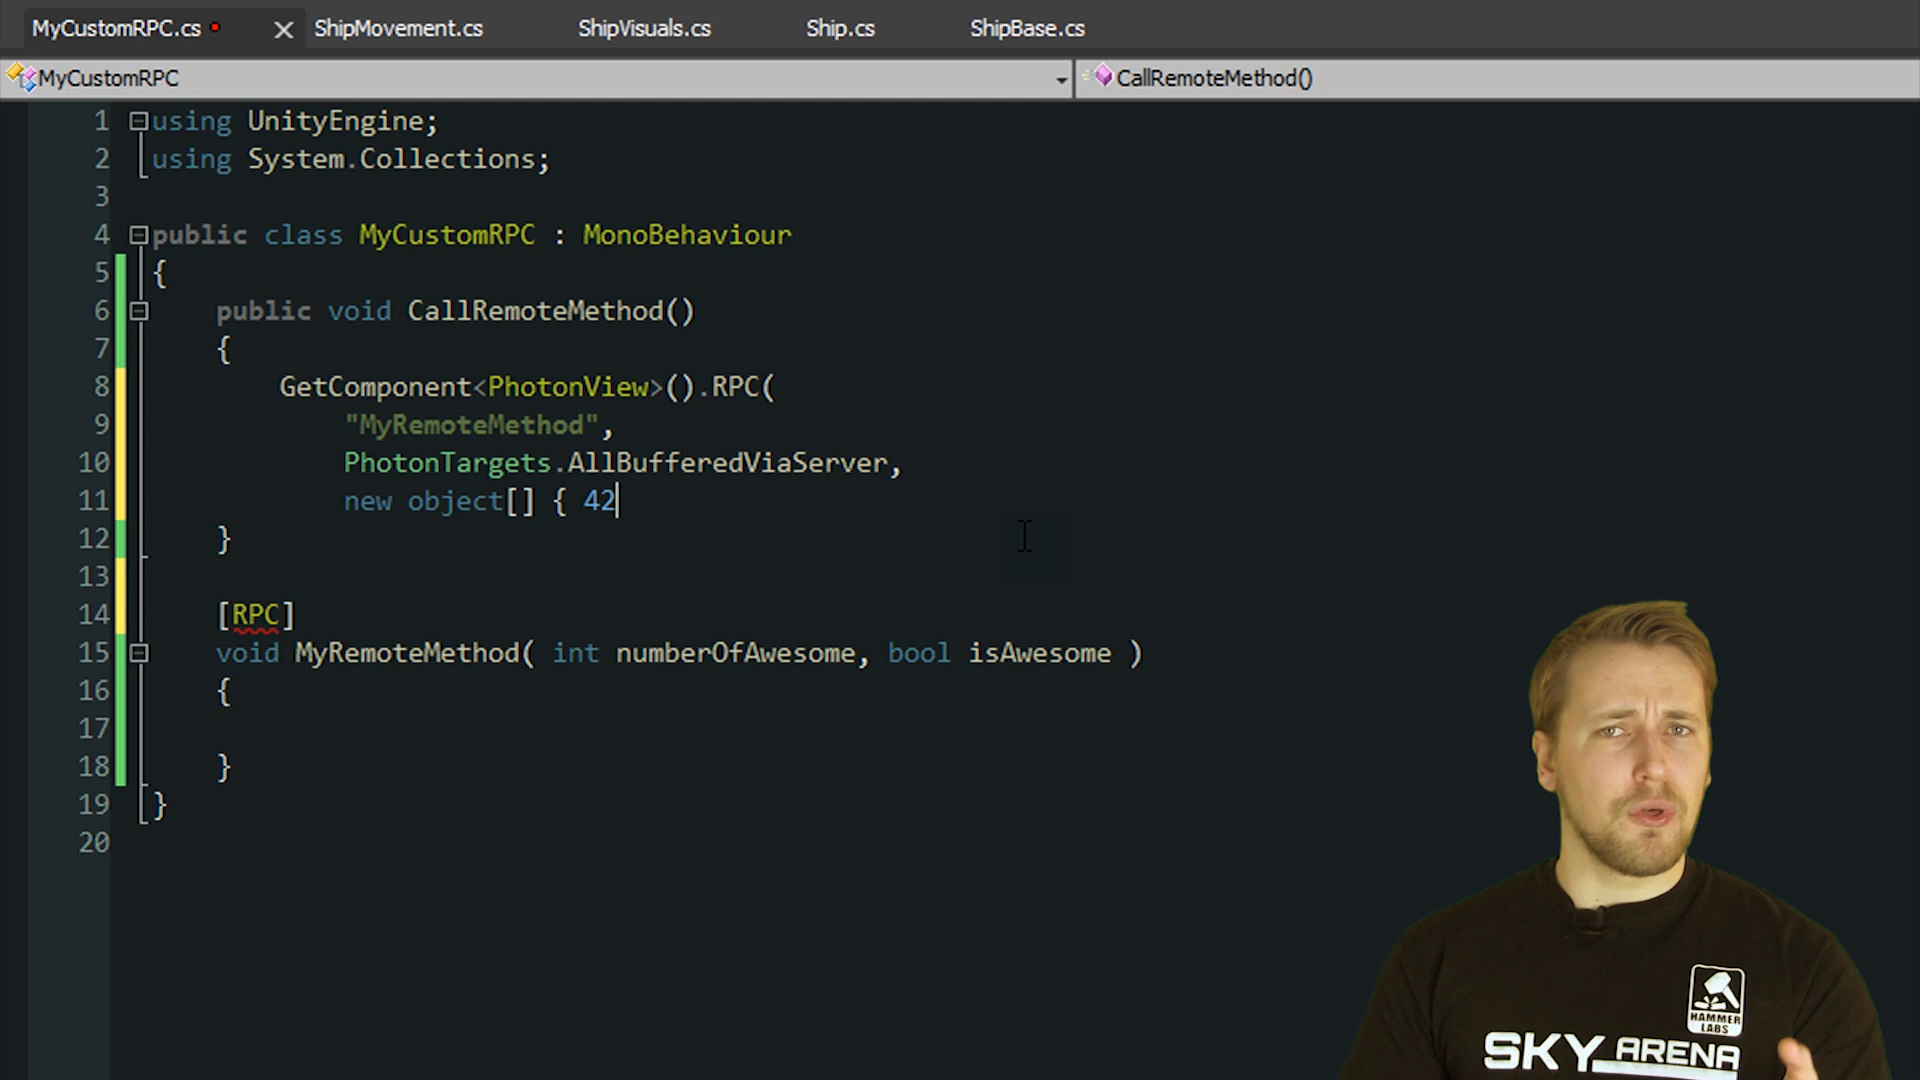 MyCustomRPC.cs ShipMovement.cs ShipVisuals.cs Ship.cs ShipBase.cs
MyCustomRPC CallRemoteMethod()
1 using UnityEngine;
2 using System.Collections;
3
4 public class MyCustomRPC : MonoBehaviour
5 {
6 public void CallRemoteMethod()
7 {
8 GetComponent<PhotonView>().RPC(
9 "MyRemoteMethod",
10 PhotonTargets.AllBufferedViaServer,
11 new object[] { 42
12 }
13
14 [RPC]
15 void MyRemoteMethod( int numberOfAwesome, bool isAwesome )
16 {
17
18 }
19 }
20
HAMMER
LABS
SKY ARENA